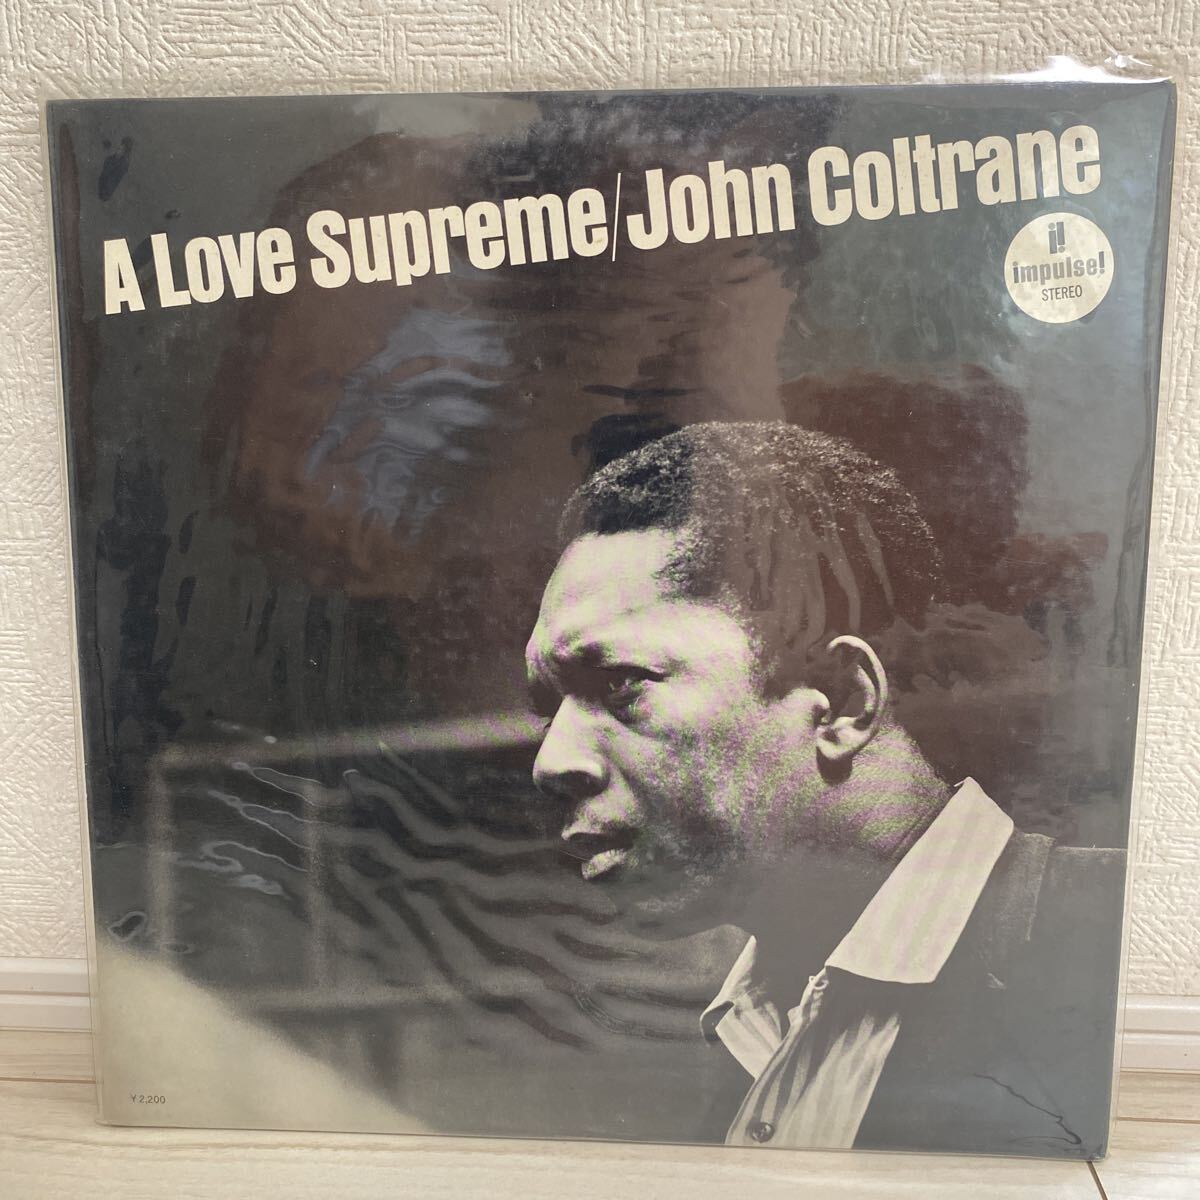 A Love Supreme/John Coltrane
i!
impulse!
STEREO
¥2,200